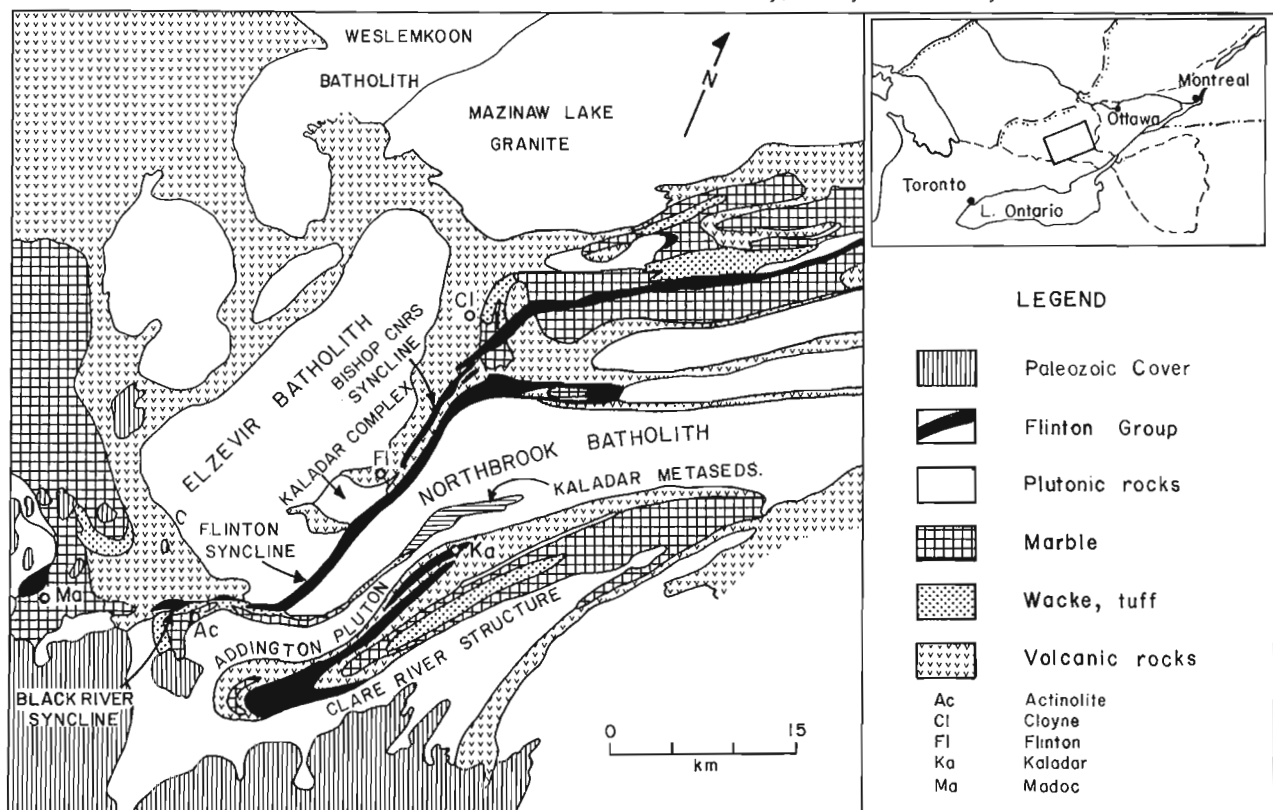 WESLEMKOON
BATHOLITH
N
MAZINAW LAKE
GRANITE
Cl
ELZEVIR BATHOLITH
BISHOP CNRS
SYNCLINE
KALADAR COMPLEX
Fl
NORTHBROOK BATHOLITH
KALADAR METASEDS.
FLINTON
SYNCLINE
Ka
Ma
Ac
ADDINGTON PLUTON
CLARE RIVER STRUCTURE
BLACK RIVER
SYNCLINE
0 15
km
Montreal
Ottawa
Toronto
L. Ontario
LEGEND
Paleozoic Cover
Flinton Group
Plutonic rocks
Marble
Wacke, tuff
Volcanic rocks
Ac Actinolite
Cl Cloyne
Fl Flinton
Ka Kaladar
Ma Madoc